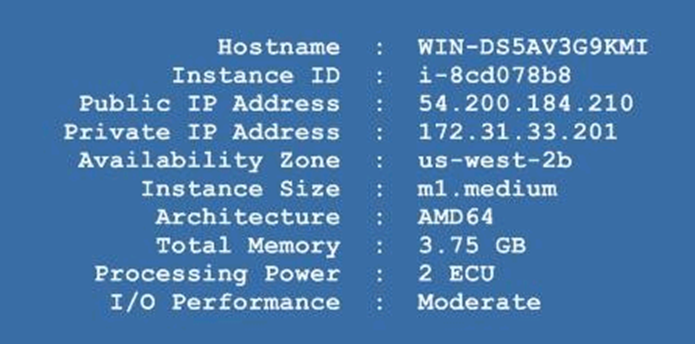 Hostname : WIN-DS5AV3G9KMI
Instance ID : i-8cd078b8
Public IP Address : 54.200.184.210
Private IP Address : 172.31.33.201
Availability Zone : us-west-2b
Instance Size : m1.medium
Architecture : AMD64
Total Memory : 3.75 GB
Processing Power : 2 ECU
I/O Performance : Moderate